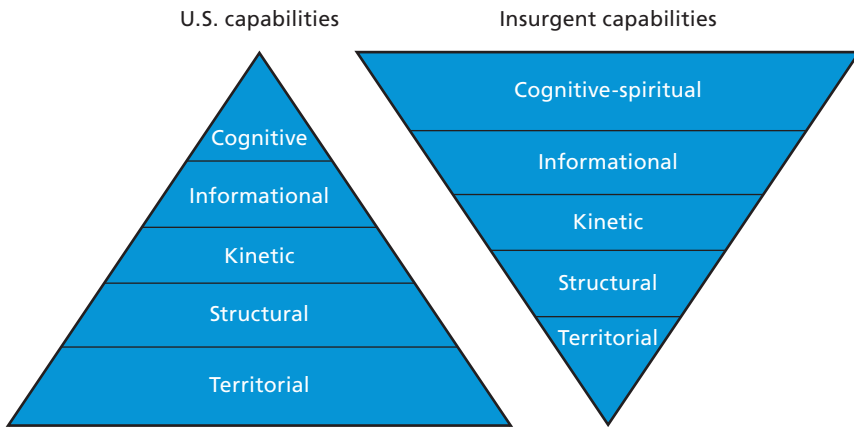 U.S. capabilities
Cognitive
Informational
Kinetic
Structural
Territorial
Insurgent capabilities
Cognitive-spiritual
Informational
Kinetic
Structural
Territorial